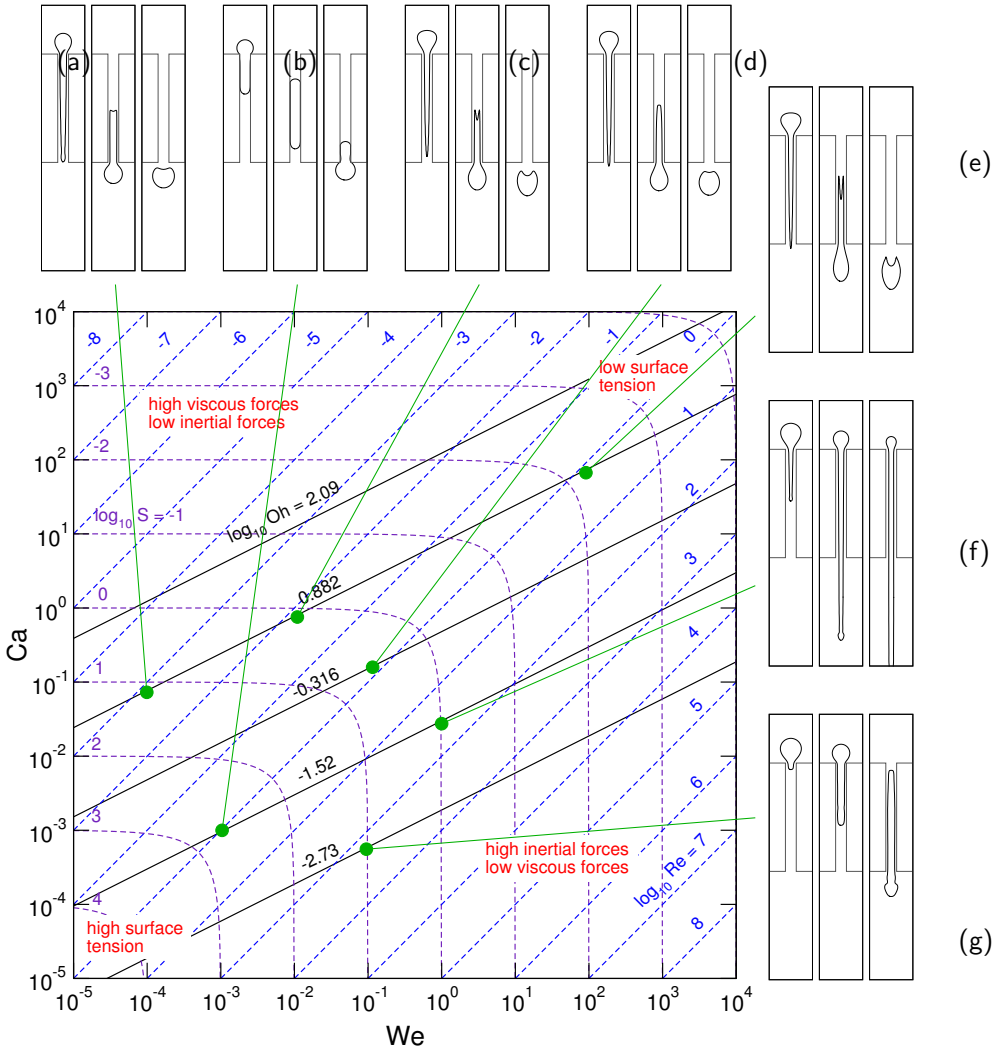 (a)
(b)
(c)
(d)
(e)
(f)
(g)
10^4
10^3
10^2
10^1
10^0
10^-1
10^-2
10^-3
10^-4
10^-5
Ca
-8
-7
-6
-5
-4
-3
-2
-1
0
1
2
3
4
5
6
log10 Re = 7
8
-3
-2
log10 S = -1
0
1
2
3
4
high viscous forces
low inertial forces
low surface
tension
log10 Oh = 2.09
0.882
-0.316
-1.52
-2.73
high inertial forces
low viscous forces
high surface
tension
10^-5
10^-4
10^-3
10^-2
10^-1
10^0
10^1
10^2
10^3
10^4
We